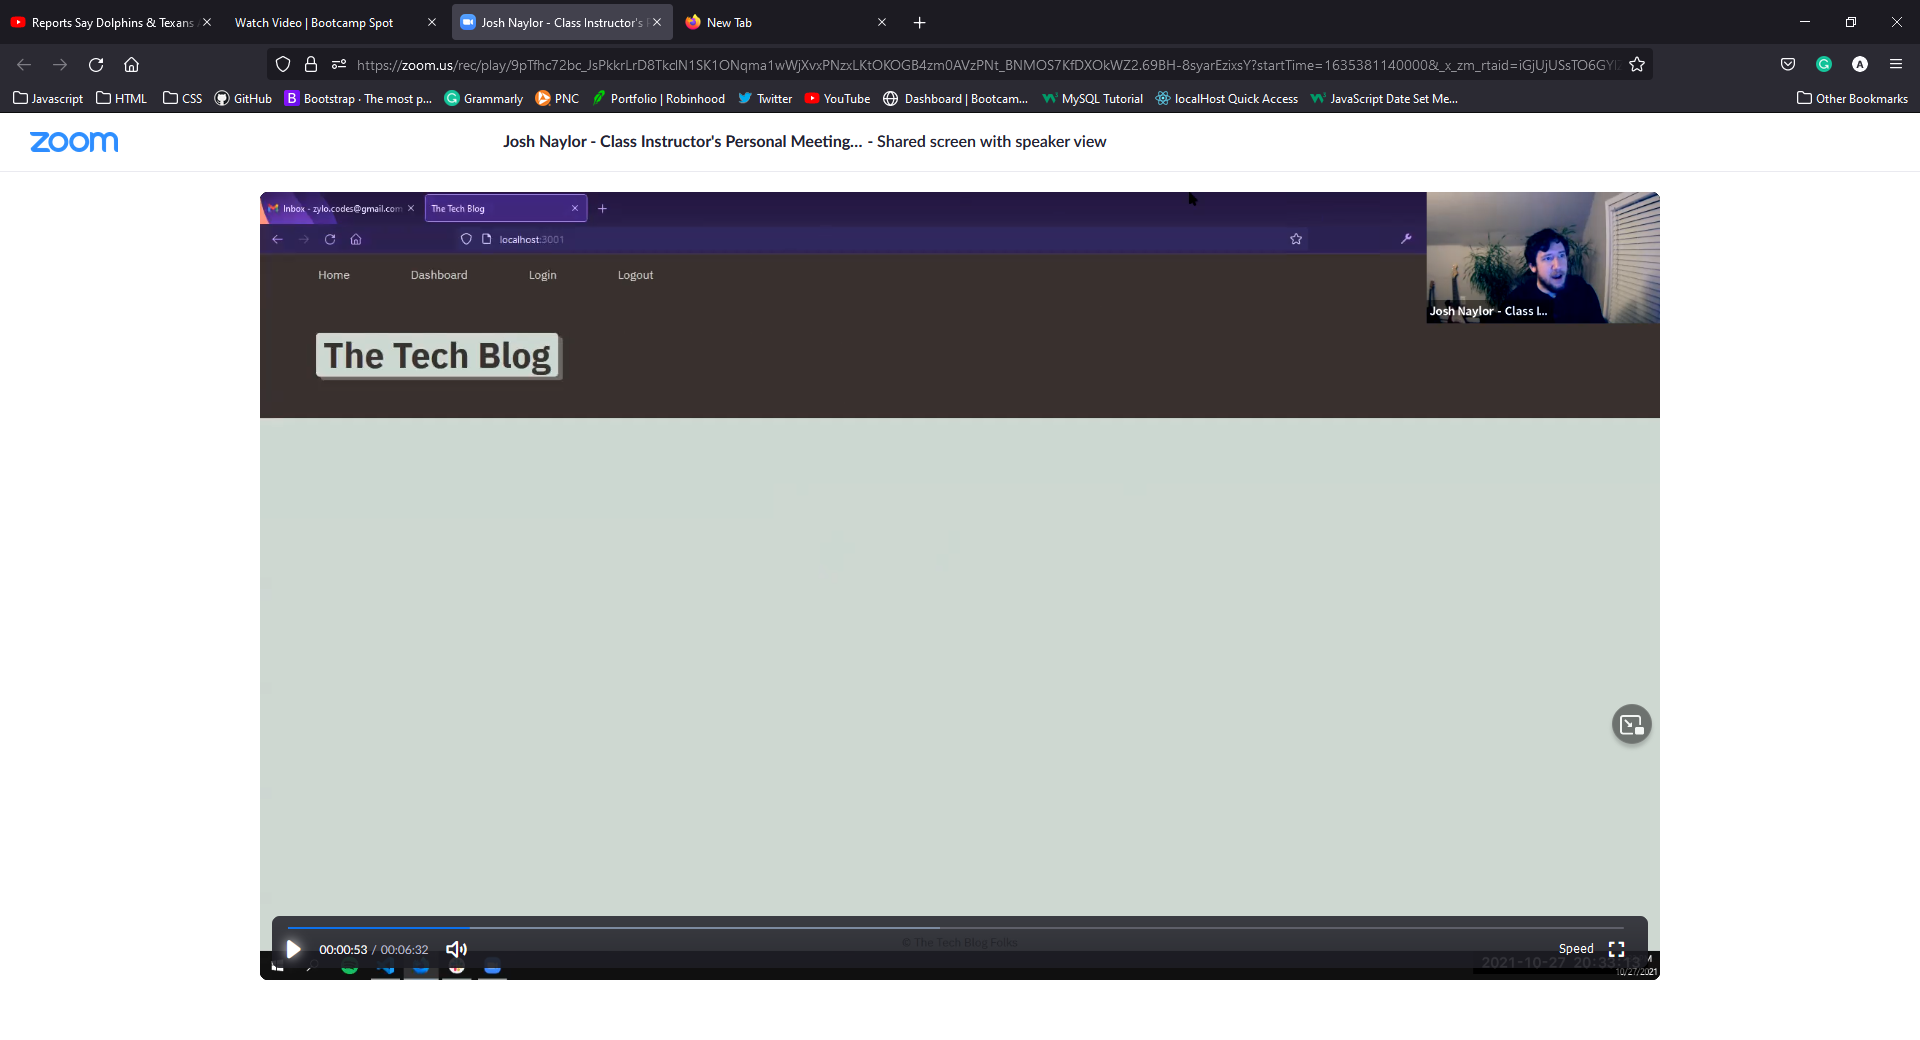 Reports Say Dolphins & Texans
Watch Video | Bootcamp Spot
Josh Naylor - Class Instructor's
New Tab
https://zoom.us/rec/play/9pTfhc72bc_JsPkkrLrD8TkclN1SK1ONqma1wWjXvxPNzxLKtOKOGB4zm0AVzPNt_BNMOS7KfDXOkWZ2.69BH-8syarEzixsY?startTime=1635381140000&_x_zm_rtaid=iGjUjUSsTO6GYl
Javascript
HTML
CSS
GitHub
Bootstrap · The most p...
Grammarly
PNC
Portfolio | Robinhood
Twitter
YouTube
Dashboard | Bootcam...
MySQL Tutorial
localHost Quick Access
JavaScript Date Set Me...
Other Bookmarks
zoom
Josh Naylor - Class Instructor's Personal Meeting... - Shared screen with speaker view
Inbox - zylo.codes@gmail.com
The Tech Blog
localhost:3001
Home
Dashboard
Login
Logout
Josh Naylor - Class I...
The Tech Blog
© The Tech Blog Folks
00:00:53 / 00:06:32
Speed
2021-10-27 20:33:13
10/27/2021